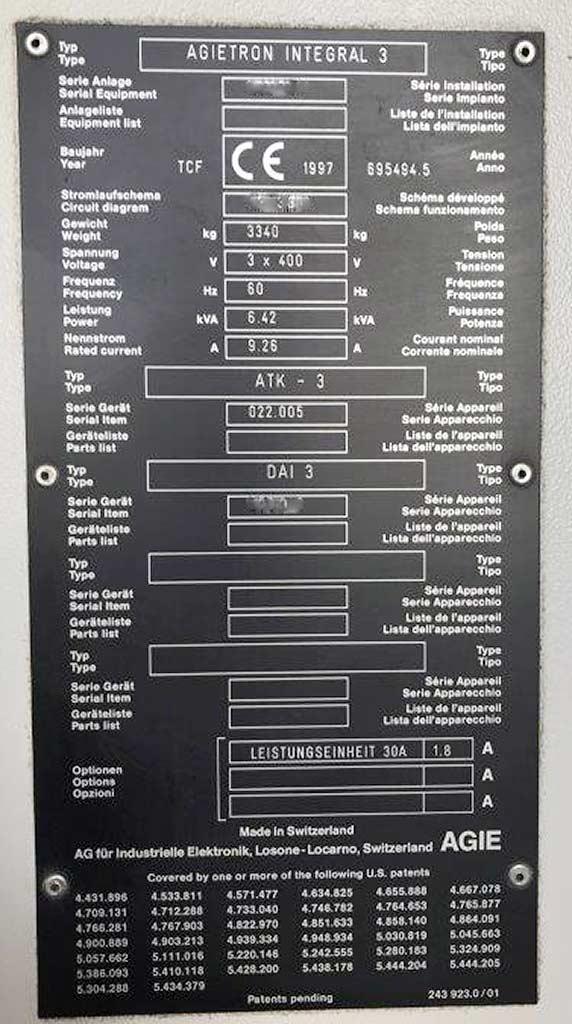 Typ AGIETRON INTEGRAL 3 Type
Type Tipo
Serie Anlage Série Installation
Serial Equipment Serie Impianto
Anlageliste Liste de l'installation
Equipment list Lista dell'impianto
Baujahr Année
Year TCF CE 1997 695494.5 Anno
Stromlaufschema Schéma développé
Circuit diagram Schema funzionamento
Gewicht Poids
Weight kg 3340 kg Peso
Spannung Tension
Voltage V 3 x 400 V Tensione
Frequenz Fréquence
Frequency Hz 60 Hz Frequenza
Leistung Puissance
Power kVA 6.42 kVA Potenza
Nennstrom Courant nominal
Rated current A 9.26 A Corrente nominale
Typ ATK - 3 Type
Type Tipo
Serie Gerät 022.005 Série Appareil
Serial Item Serie Apparecchio
Geräteliste Liste de l'appareil
Parts list Lista dell'apparecchio
Typ DAI 3 Type
Type Tipo
Serie Gerät Série Appareil
Serial Item Serie Apparecchio
Geräteliste Liste de l'appareil
Parts list Lista dell'apparecchio
Typ Type
Type Tipo
Serie Gerät Série Appareil
Serial Item Serie Apparecchio
Geräteliste Liste de l'appareil
Parts list Lista dell'apparecchio
Typ Type
Type Tipo
Serie Gerät Série Appareil
Serial Item Serie Apparecchio
Geräteliste Liste de l'appareil
Parts list Lista dell'apparecchio
LEISTUNGSEINHEIT 30A 1.8 A
Optionen
Options A
Opzioni
A
Made in Switzerland
AG für Industrielle Elektronik, Losone-Locarno, Switzerland AGIE
Covered by one or more of the following U.S. patents
4.431.896 4.533.811 4.571.477 4.634.825 4.655.888 4.667.078
4.709.131 4.712.288 4.733.040 4.746.782 4.764.653 4.765.877
4.766.281 4.767.903 4.822.970 4.851.633 4.858.140 4.864.091
4.900.889 4.903.213 4.939.334 4.948.934 5.030.819 5.045.663
5.057.662 5.111.016 5.220.146 5.242.555 5.280.183 5.324.909
5.386.093 5.410.118 5.428.200 5.438.178 5.444.204 5.444.205
5.304.288 5.434.379
Patents pending 243 923.0/01